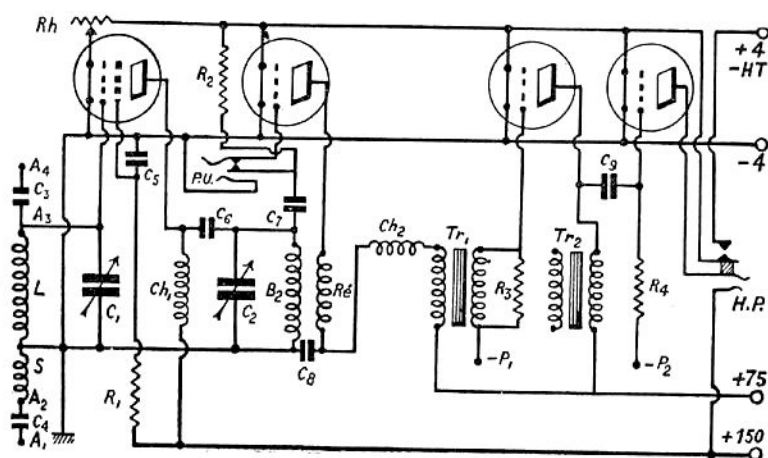 Rh
+4
-HT
R2
-4
A4
C3
A3
C5
P.U.
C9
C6
C7
L
C1
Ch1
C2
B2
Ré
Ch2
Tr1
R3
Tr2
R4
H.P.
S
A2
C4
A1
R1
C8
-P1
-P2
+75
+150